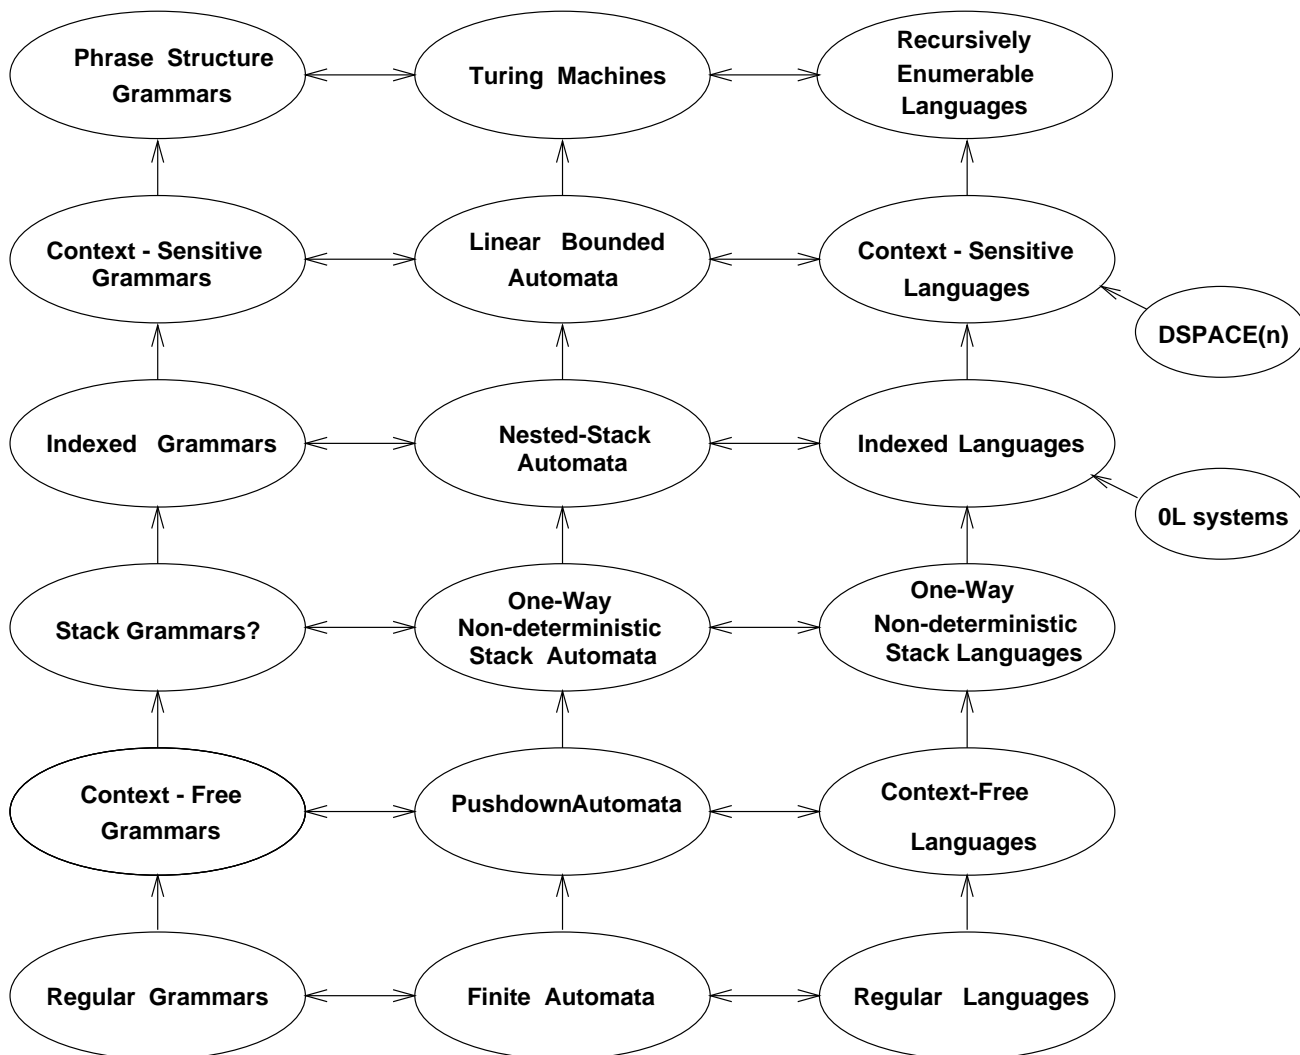 Phrase Structure
Grammars
Turing Machines
Recursively
Enumerable
Languages
Context - Sensitive
Grammars
Linear Bounded
Automata
Context - Sensitive
Languages
DSPACE(n)
Indexed Grammars
Nested-Stack
Automata
Indexed Languages
0L systems
Stack Grammars?
One-Way
Non-deterministic
Stack Automata
One-Way
Non-deterministic
Stack Languages
Context - Free
Grammars
PushdownAutomata
Context-Free
Languages
Regular Grammars
Finite Automata
Regular Languages